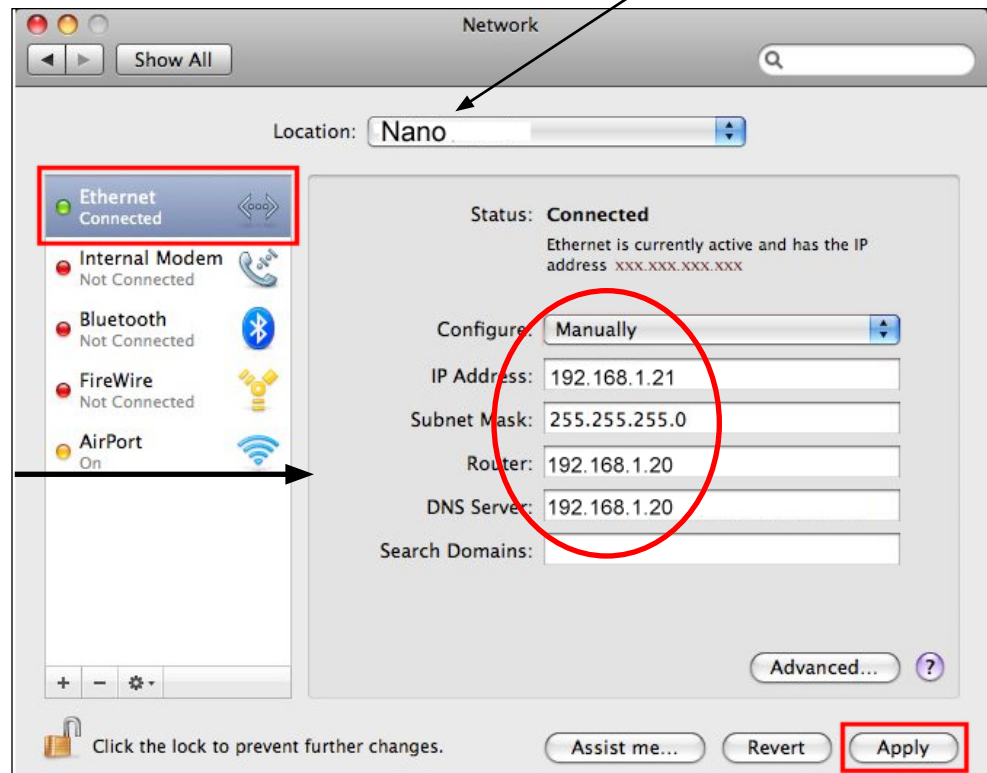 Network
Show All
Location: Nano
Ethernet
Connected
Internal Modem
Not Connected
Bluetooth
Not Connected
FireWire
Not Connected
AirPort
On
Status: Connected
Ethernet is currently active and has the IP
address xxx.xxx.xxx.xxx
Configure: Manually
IP Address: 192.168.1.21
Subnet Mask: 255.255.255.0
Router: 192.168.1.20
DNS Server: 192.168.1.20
Search Domains:
Advanced... ?
+ −
Click the lock to prevent further changes.
Assist me... Revert Apply